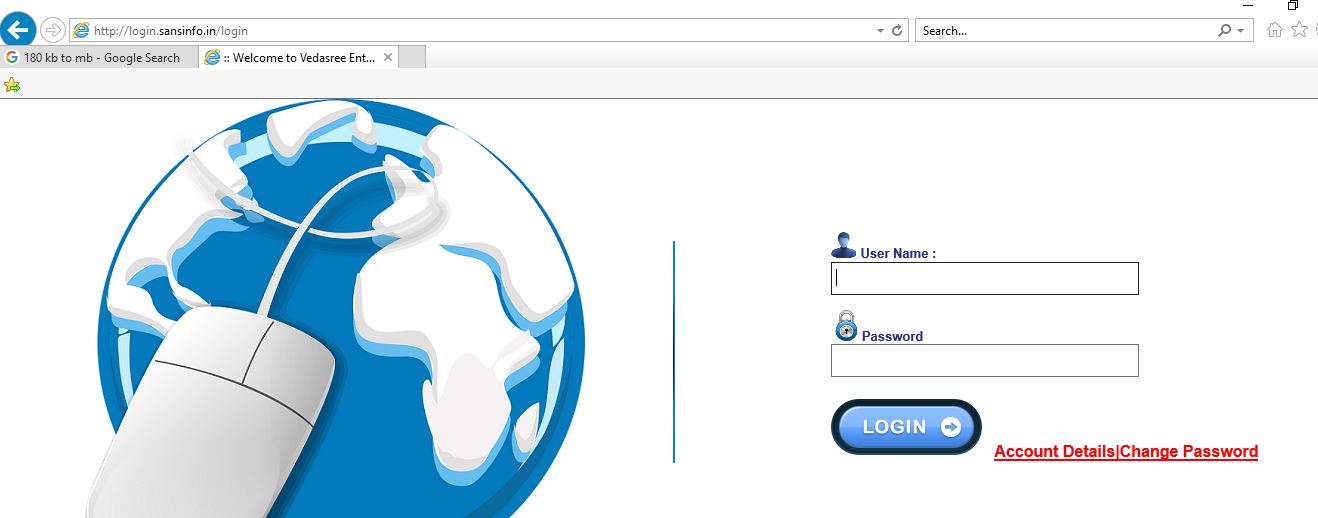 http://login.sansinfo.in/login
Search...
180 kb to mb - Google Search
:: Welcome to Vedasree Ent...
User Name :
Password
LOGIN
Account Details|Change Password